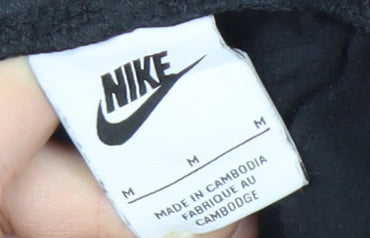 NIKE
M M M
MADE IN CAMBODIA
FABRIQUE AU
CAMBODGE